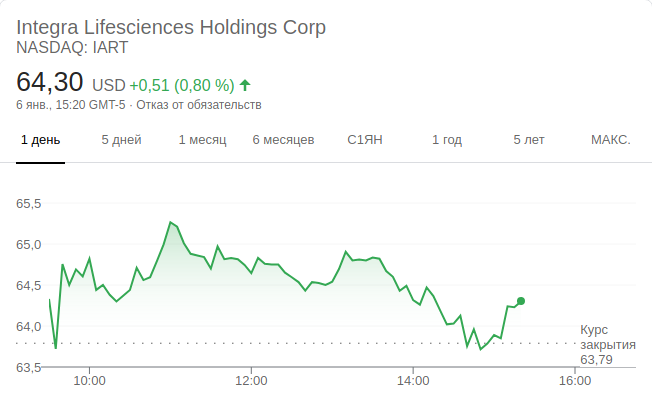 Integra Lifesciences Holdings Corp
NASDAQ: IART
64,30 USD +0,51 (0,80 %)
6 янв., 15:20 GMT-5 · Отказ от обязательств
1 день 5 дней 1 месяц 6 месяцев С1ЯН 1 год 5 лет МАКС.
65,5
65,0
64,5
64,0
Курс
закрытия
63,79
63,5
10:00 12:00 14:00 16:00